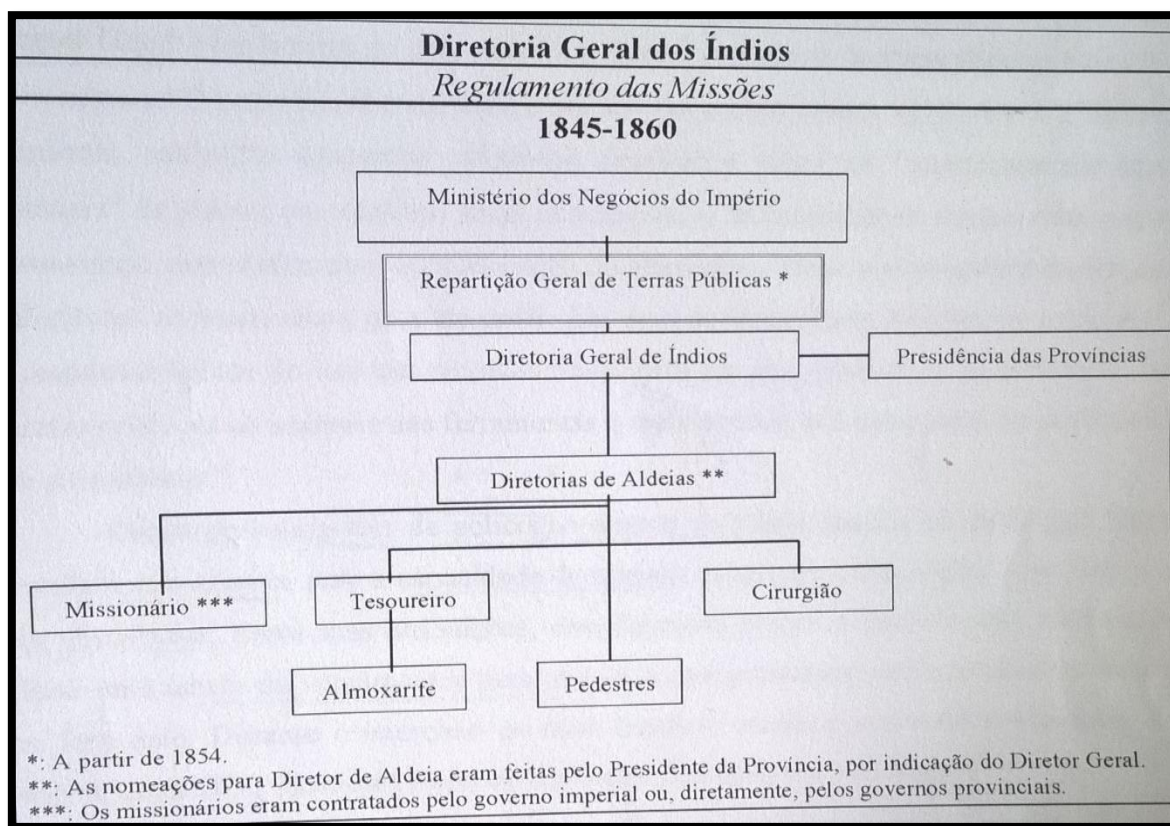 Diretoria Geral dos Índios
Regulamento das Missões
1845-1860
Ministério dos Negócios do Império
Repartição Geral de Terras Públicas *
Diretoria Geral de Índios
Presidência das Províncias
Diretorias de Aldeias **
Missionário ***
Tesoureiro
Cirurgião
Almoxarife
Pedestres
*: A partir de 1854.
**: As nomeações para Diretor de Aldeia eram feitas pelo Presidente da Província, por indicação do Diretor Geral.
***: Os missionários eram contratados pelo governo imperial ou, diretamente, pelos governos provinciais.